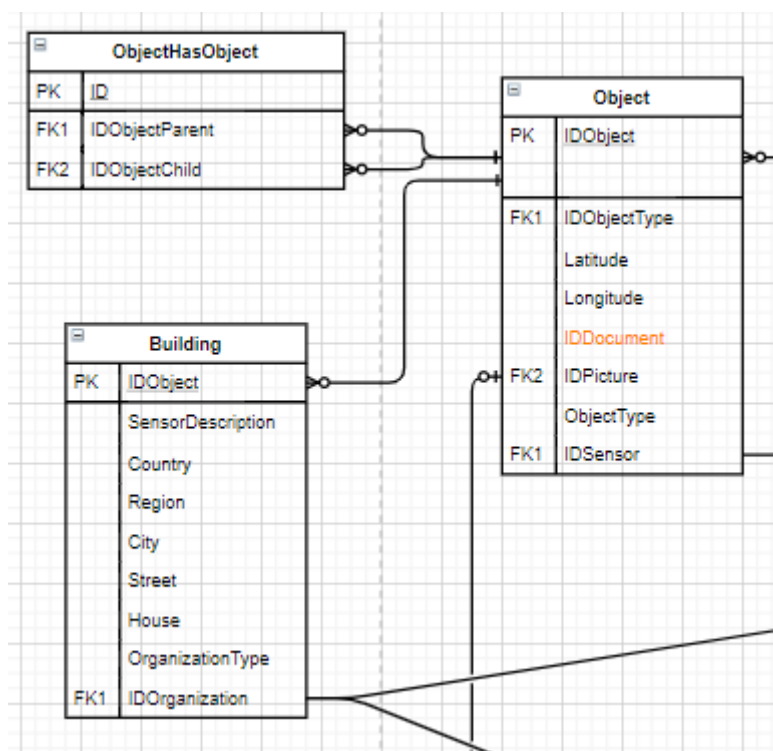 ObjectHasObject
PK ID
FK1 IDObjectParent
FK2 IDObjectChild
Object
PK IDObject
FK1 IDObjectType
Latitude
Longitude
IDDocument
FK2 IDPicture
ObjectType
FK1 IDSensor
Building
PK IDObject
SensorDescription
Country
Region
City
Street
House
OrganizationType
FK1 IDOrganization